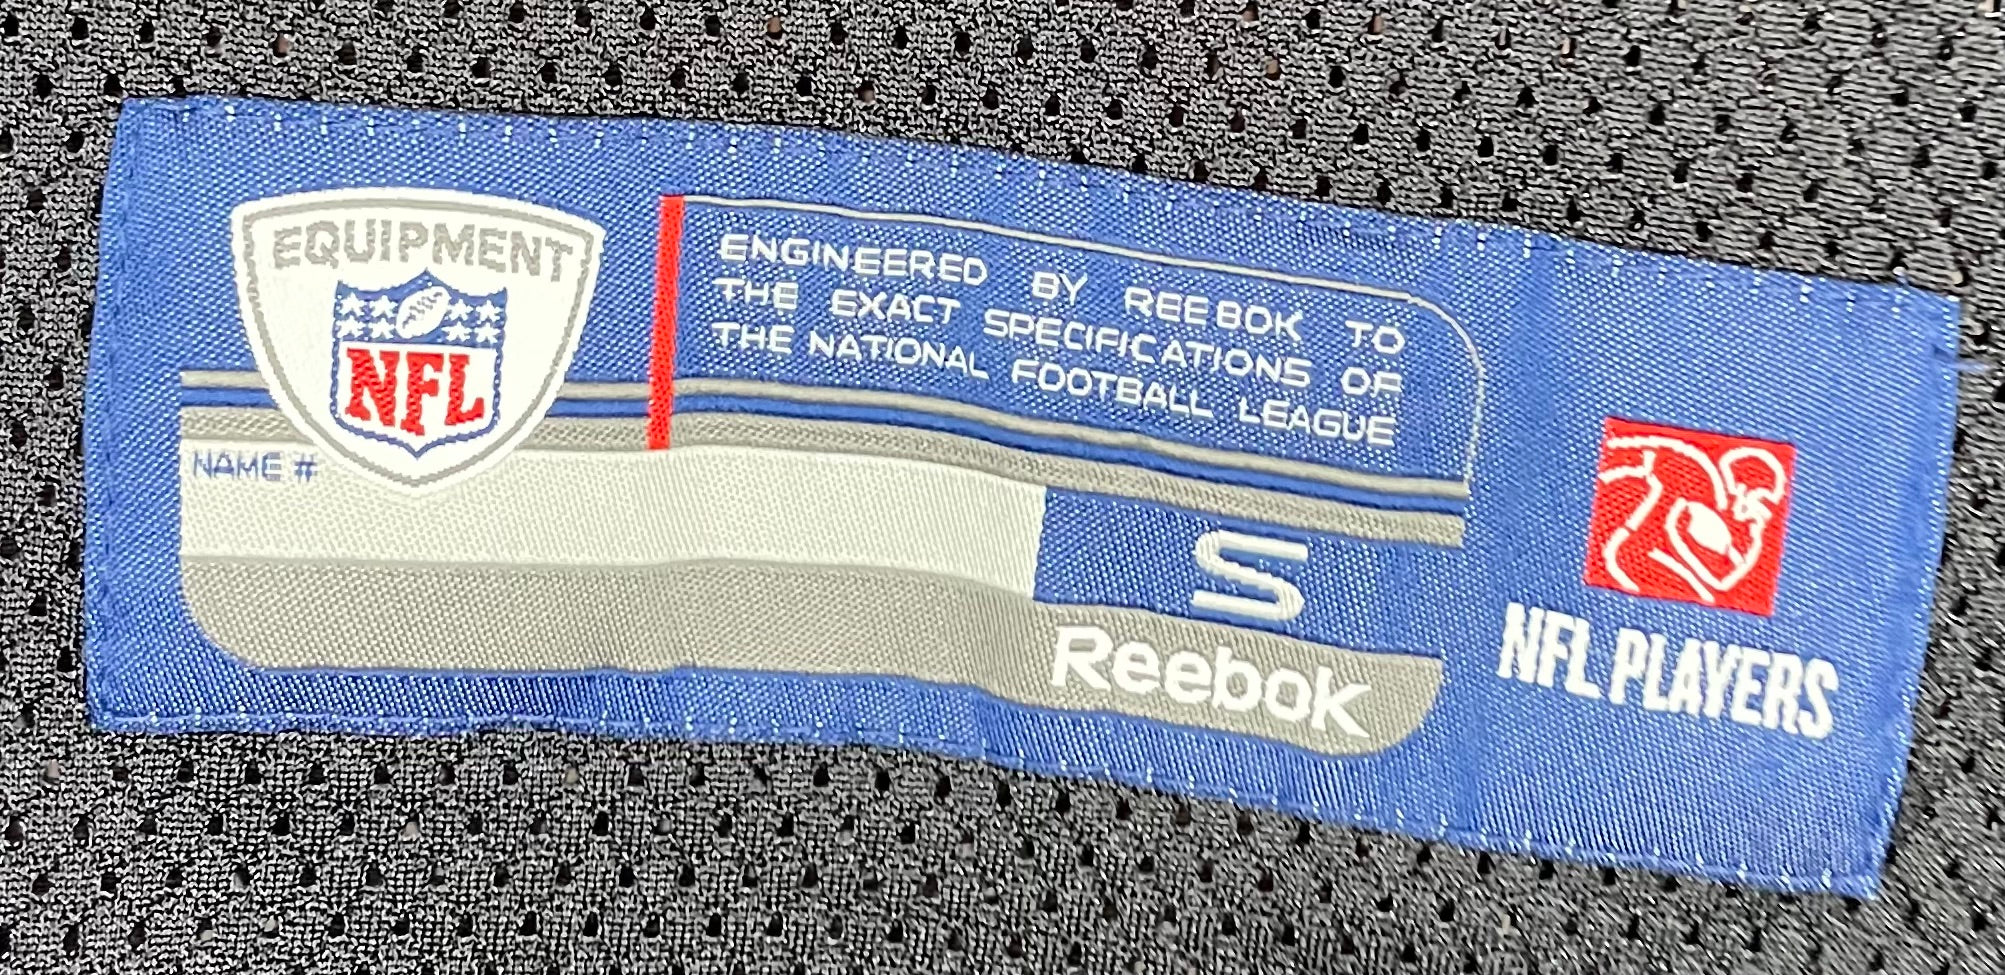 EQUIPMENT
NFL
ENGINEERED BY REEBOK TO
THE EXACT SPECIFICATIONS OF
THE NATIONAL FOOTBALL LEAGUE
NAME #
S
Reebok
NFL PLAYERS